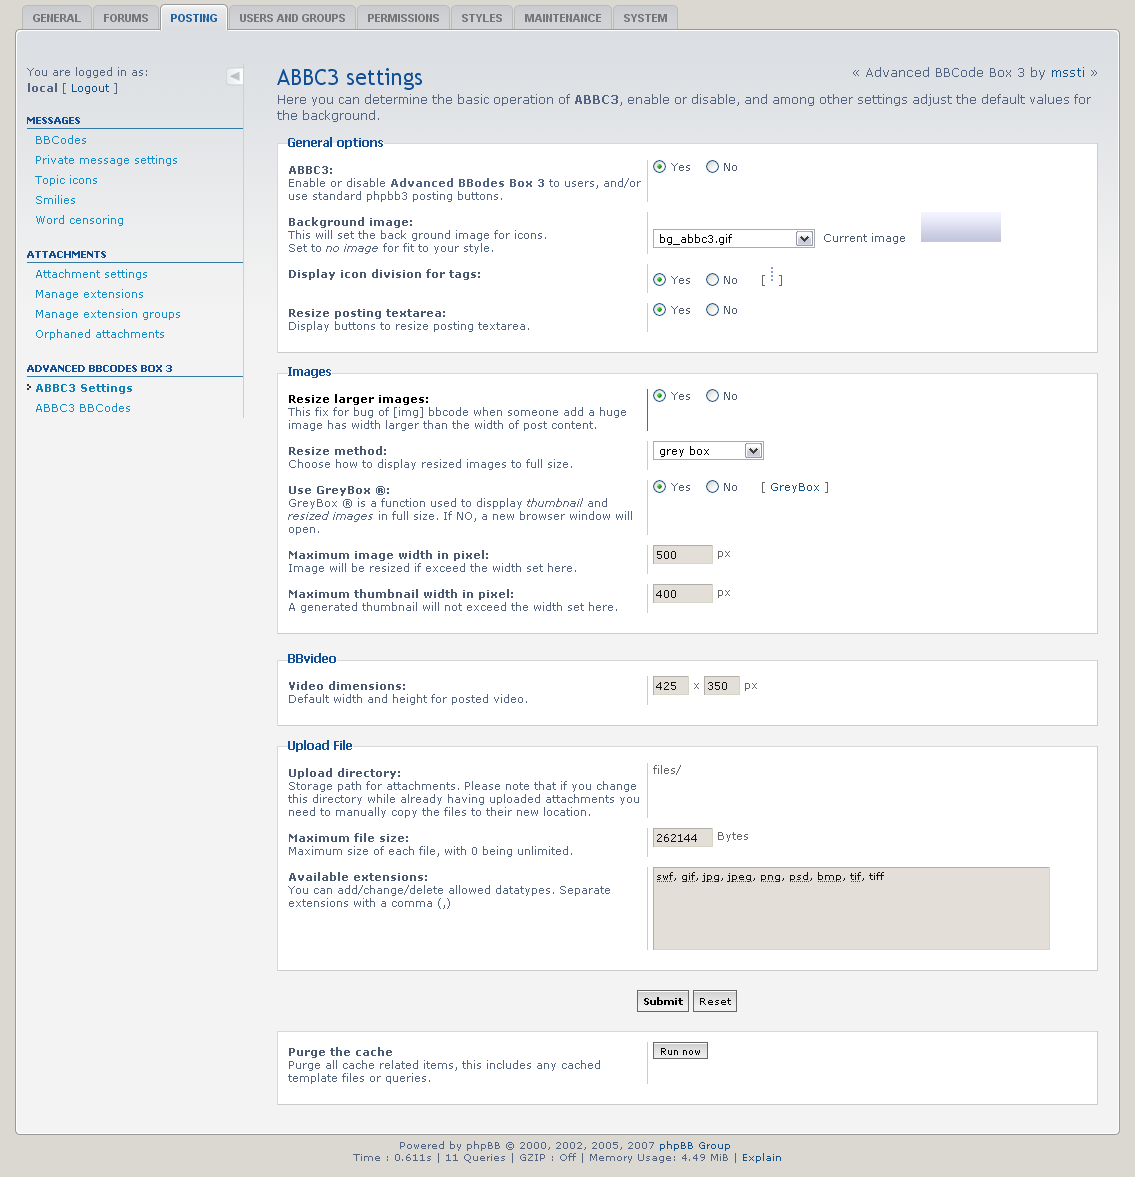 GENERAL FORUMS POSTING USERS AND GROUPS PERMISSIONS STYLES MAINTENANCE SYSTEM
You are logged in as:
local [ Logout ]
MESSAGES
BBCodes
Private message settings
Topic icons
Smilies
Word censoring
ATTACHMENTS
Attachment settings
Manage extensions
Manage extension groups
Orphaned attachments
ADVANCED BBCODES BOX 3
ABBC3 Settings
ABBC3 BBCodes
« Advanced BBCode Box 3 by mssti »
ABBC3 settings
Here you can determine the basic operation of ABBC3, enable or disable, and among other settings adjust the default values for
the background.
General options
ABBC3:
Enable or disable Advanced BBodes Box 3 to users, and/or
use standard phpbb3 posting buttons.
Yes No
Background image:
This will set the back ground image for icons.
Set to no image for fit to your style.
bg_abbc3.gif Current image
Display icon division for tags:
Yes No [ ]
Resize posting textarea:
Display buttons to resize posting textarea.
Yes No
Images
Resize larger images:
This fix for bug of [img] bbcode when someone add a huge
image has width larger than the width of post content.
Yes No
Resize method:
Choose how to display resized images to full size.
grey box
Use GreyBox ®:
GreyBox ® is a function used to dispplay thumbnail and
resized images in full size. If NO, a new browser window will
open.
Yes No [ GreyBox ]
Maximum image width in pixel:
Image will be resized if exceed the width set here.
500 px
Maximum thumbnail width in pixel:
A generated thumbnail will not exceed the width set here.
400 px
BBvideo
Video dimensions:
Default width and height for posted video.
425 x 350 px
Upload File
Upload directory:
Storage path for attachments. Please note that if you change
this directory while already having uploaded attachments you
need to manually copy the files to their new location.
files/
Maximum file size:
Maximum size of each file, with 0 being unlimited.
262144 Bytes
Available extensions:
You can add/change/delete allowed datatypes. Separate
extensions with a comma (,)
swf, gif, jpg, jpeg, png, psd, bmp, tif, tiff
Submit Reset
Purge the cache
Purge all cache related items, this includes any cached
template files or queries.
Run now
Powered by phpBB © 2000, 2002, 2005, 2007 phpBB Group
Time : 0.611s | 11 Queries | GZIP : Off | Memory Usage: 4.49 MiB | Explain